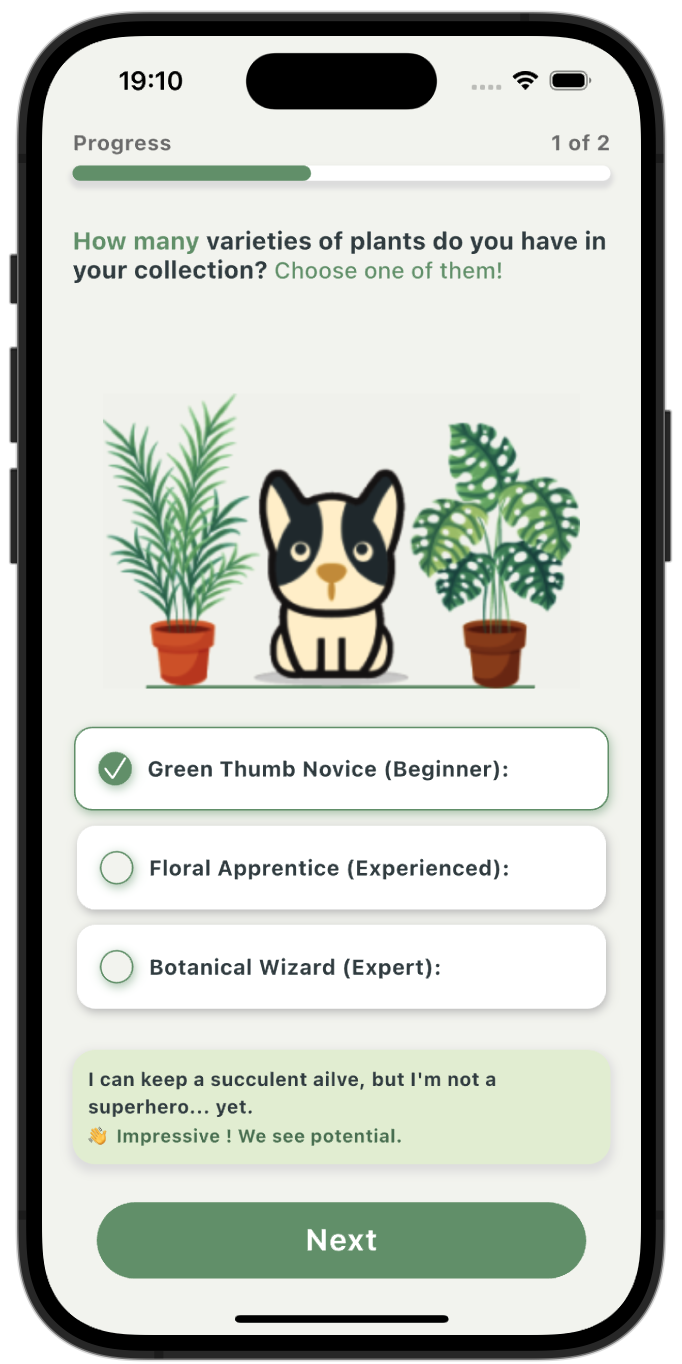 19:10
Progress 1 of 2
How many varieties of plants do you have in
your collection? Choose one of them!
Green Thumb Novice (Beginner):
Floral Apprentice (Experienced):
Botanical Wizard (Expert):
I can keep a succulent ailve, but I'm not a
superhero... yet.
👋 Impressive ! We see potential.
Next